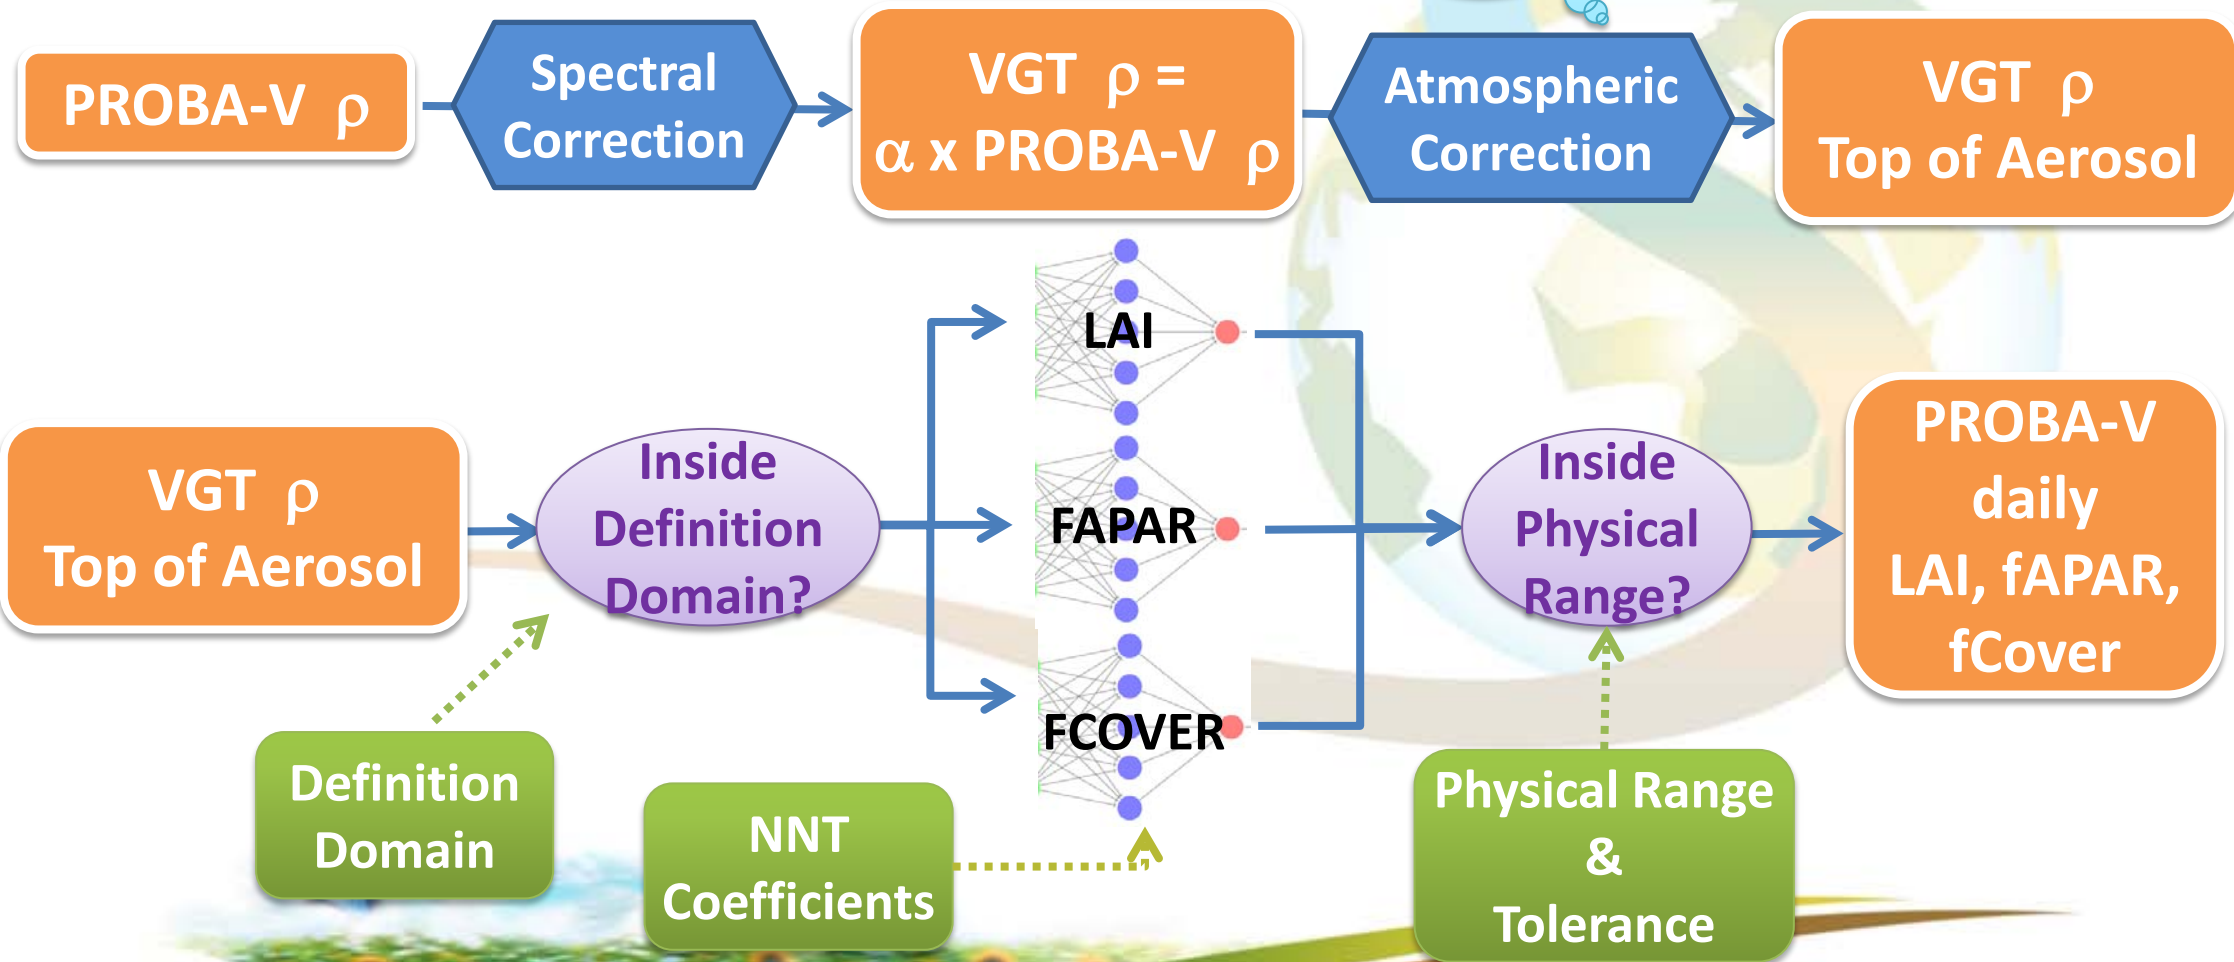 PROBA-V ρ
Spectral
Correction
VGT ρ =
α x PROBA-V ρ
Atmospheric
Correction
VGT ρ
Top of Aerosol
VGT ρ
Top of Aerosol
Inside
Definition
Domain?
LAI
FAPAR
FCOVER
Inside
Physical
Range?
PROBA-V
daily
LAI, fAPAR,
fCover
Definition
Domain
NNT
Coefficients
Physical Range
&
Tolerance